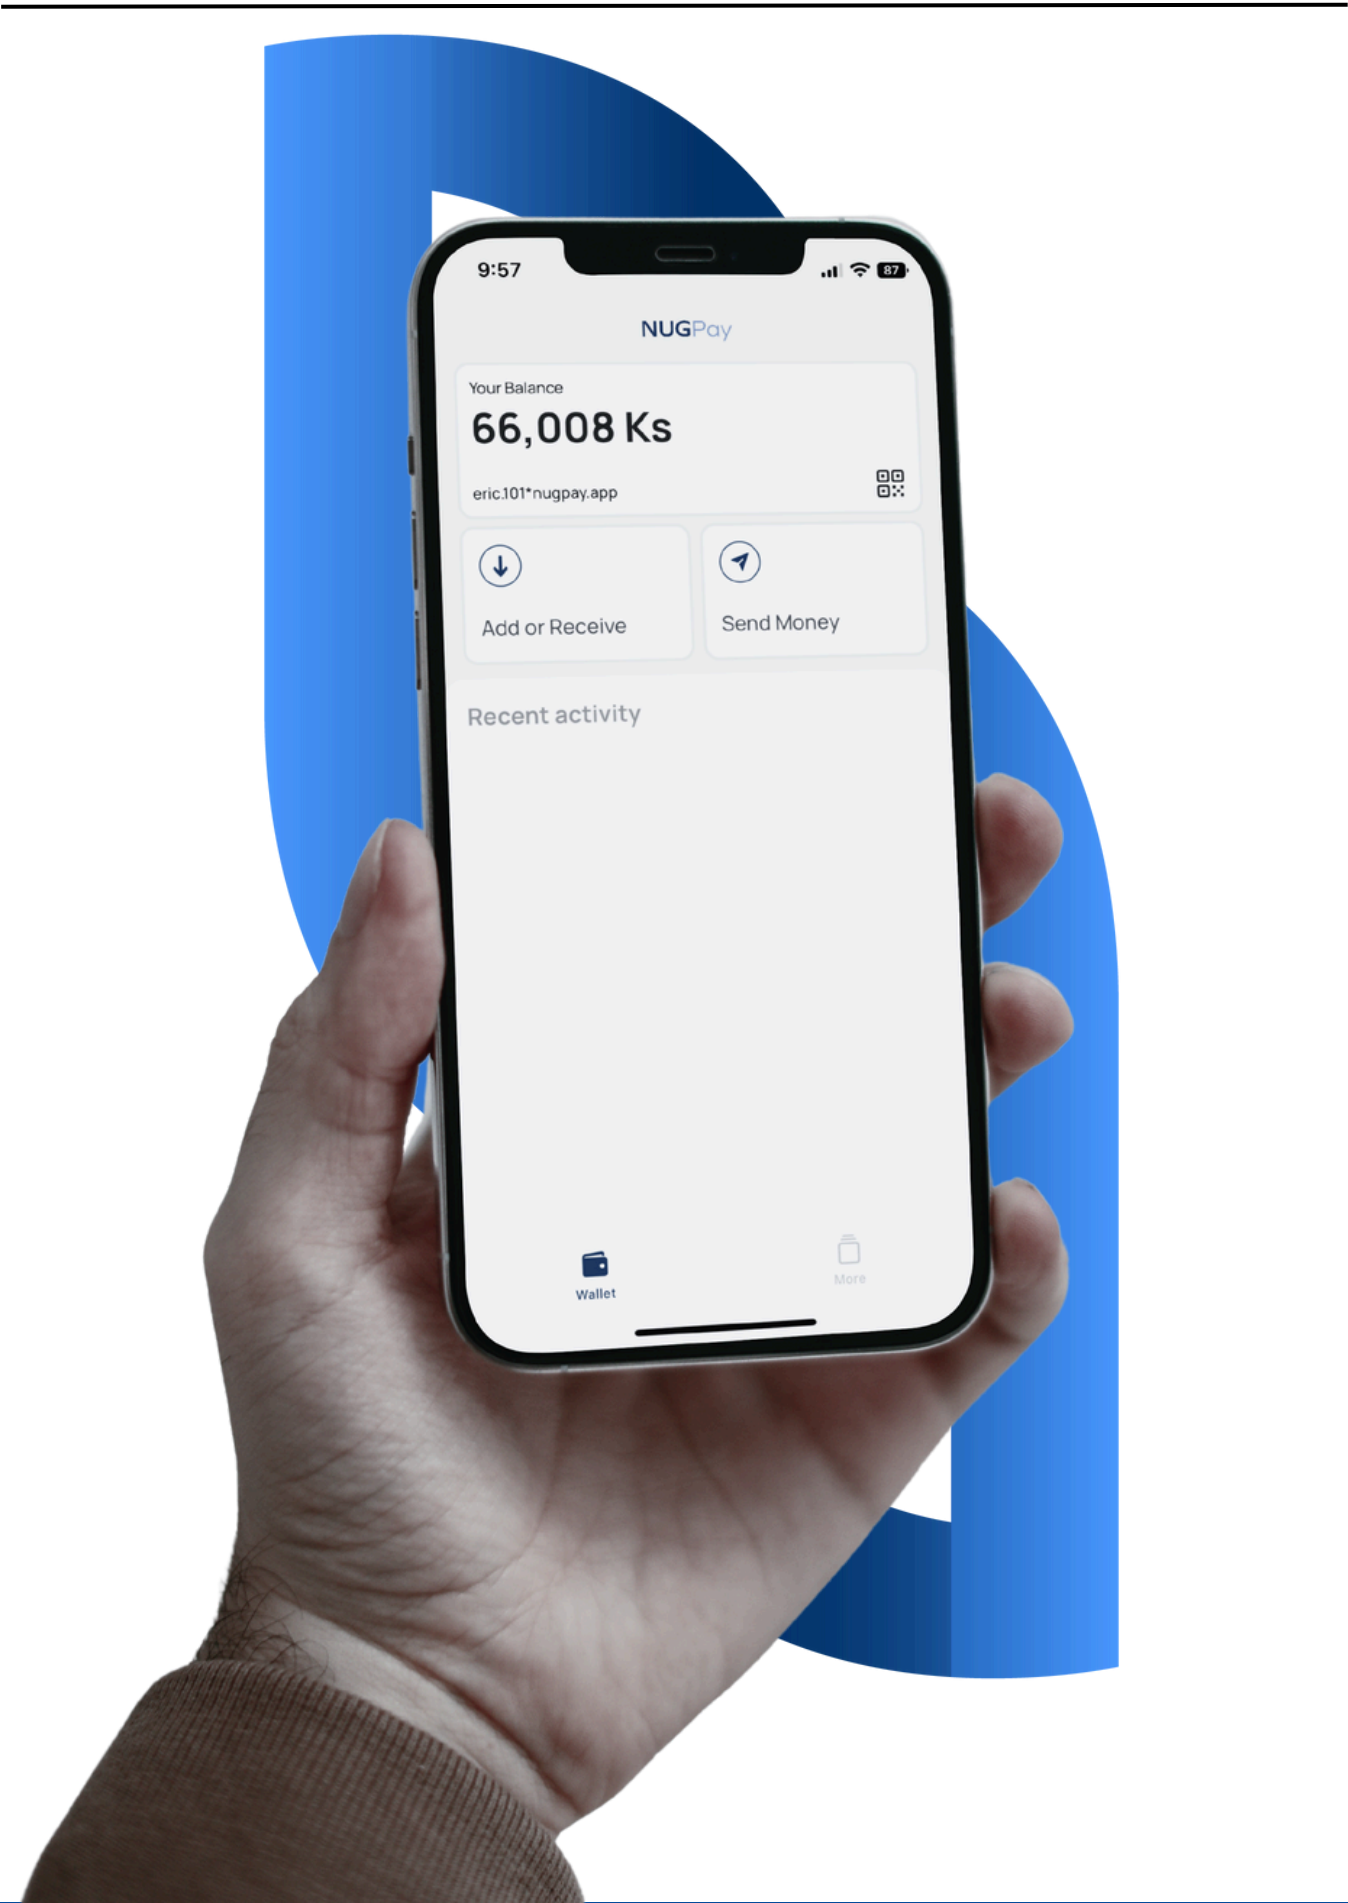 9:57
87
NUGPay
Your Balance
66,008 Ks
eric.101*nugpay.app
Add or Receive
Send Money
Recent activity
Wallet
More